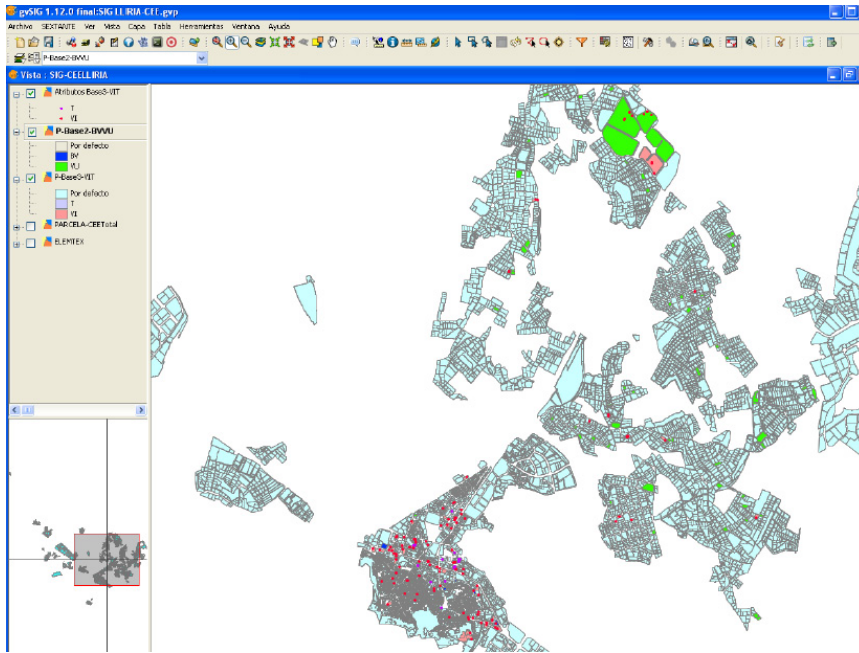 gvSIG 1.12.0 final:SIG LLIRIA-CEE.gvp
Archivo SEXTANTE Ver Vista Capa Tabla Herramientas Ventana Ayuda
P-Base2-BVVU
Vista : SIG-CEELLIRIA
Atributos Base3-VIT
T
VI
P-Base2-BVVU
Por defecto
BV
VU
P-Base3-VIT
Por defecto
T
VI
PARCELA-CEETotal
ELEMTEX